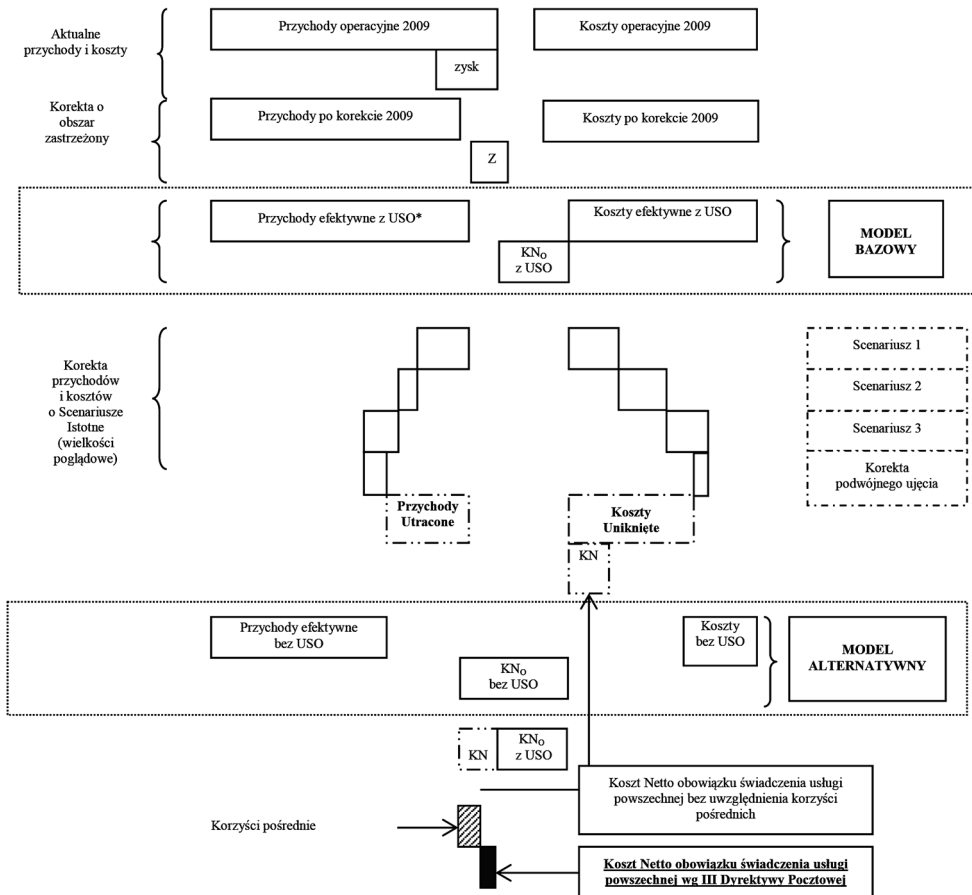 Aktualne
przychody i koszty
Przychody operacyjne 2009
Koszty operacyjne 2009
zysk
Korekta o
obszar
zastrzeżony
Przychody po korekcie 2009
Koszty po korekcie 2009
Z
Przychody efektywne z USO*
Koszty efektywne z USO
KNO
z USO
MODEL
BAZOWY
Korekta
przychodów
i kosztów
o Scenariusze
Istotne
(wielkości
poglądowe)
Scenariusz 1
Scenariusz 2
Scenariusz 3
Korekta
podwójnego ujęcia
Przychody
Utracone
Koszty
Uniknięte
KN
Przychody efektywne
bez USO
Koszty
bez USO
KNO
bez USO
MODEL
ALTERNATYWNY
KN
KNO
z USO
Koszt Netto obowiązku świadczenia usługi
powszechnej bez uwzględnienia korzyści
pośrednich
Korzyści pośrednie
Koszt Netto obowiązku świadczenia usługi
powszechnej wg III Dyrektywy Pocztowej